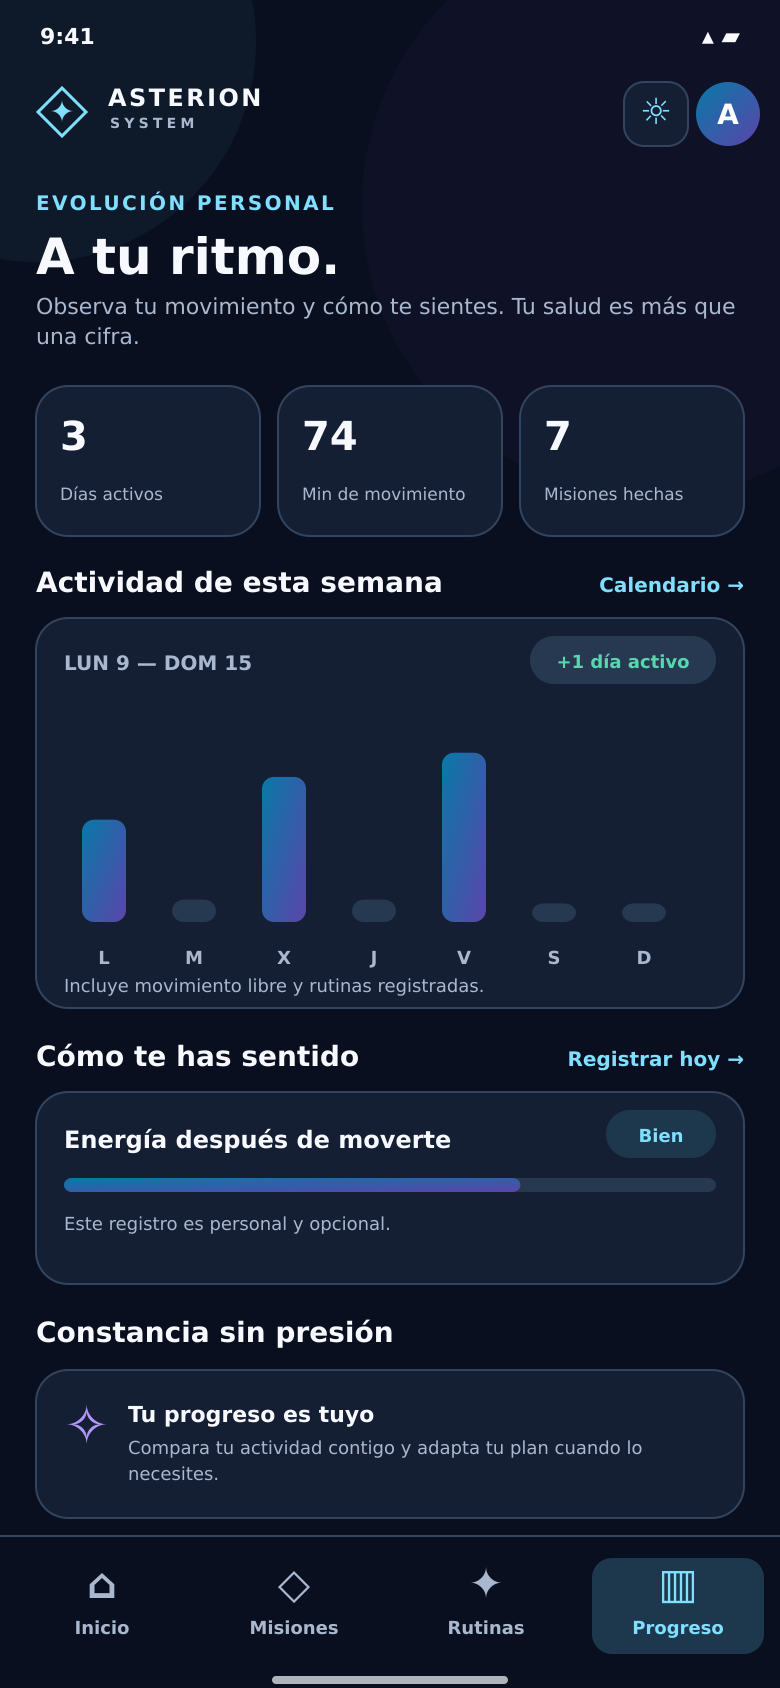 9:41
ASTERION
SYSTEM
A
EVOLUCIÓN PERSONAL
A tu ritmo.
Observa tu movimiento y cómo te sientes. Tu salud es más que
una cifra.
3
74
7
Días activos
Min de movimiento
Misiones hechas
Actividad de esta semana
Calendario →
LUN 9 — DOM 15
+1 día activo
L M X J V S D
Incluye movimiento libre y rutinas registradas.
Cómo te has sentido
Registrar hoy →
Energía después de moverte
Bien
Este registro es personal y opcional.
Constancia sin presión
Tu progreso es tuyo
Compara tu actividad contigo y adapta tu plan cuando lo
necesites.
Inicio
Misiones
Rutinas
Progreso